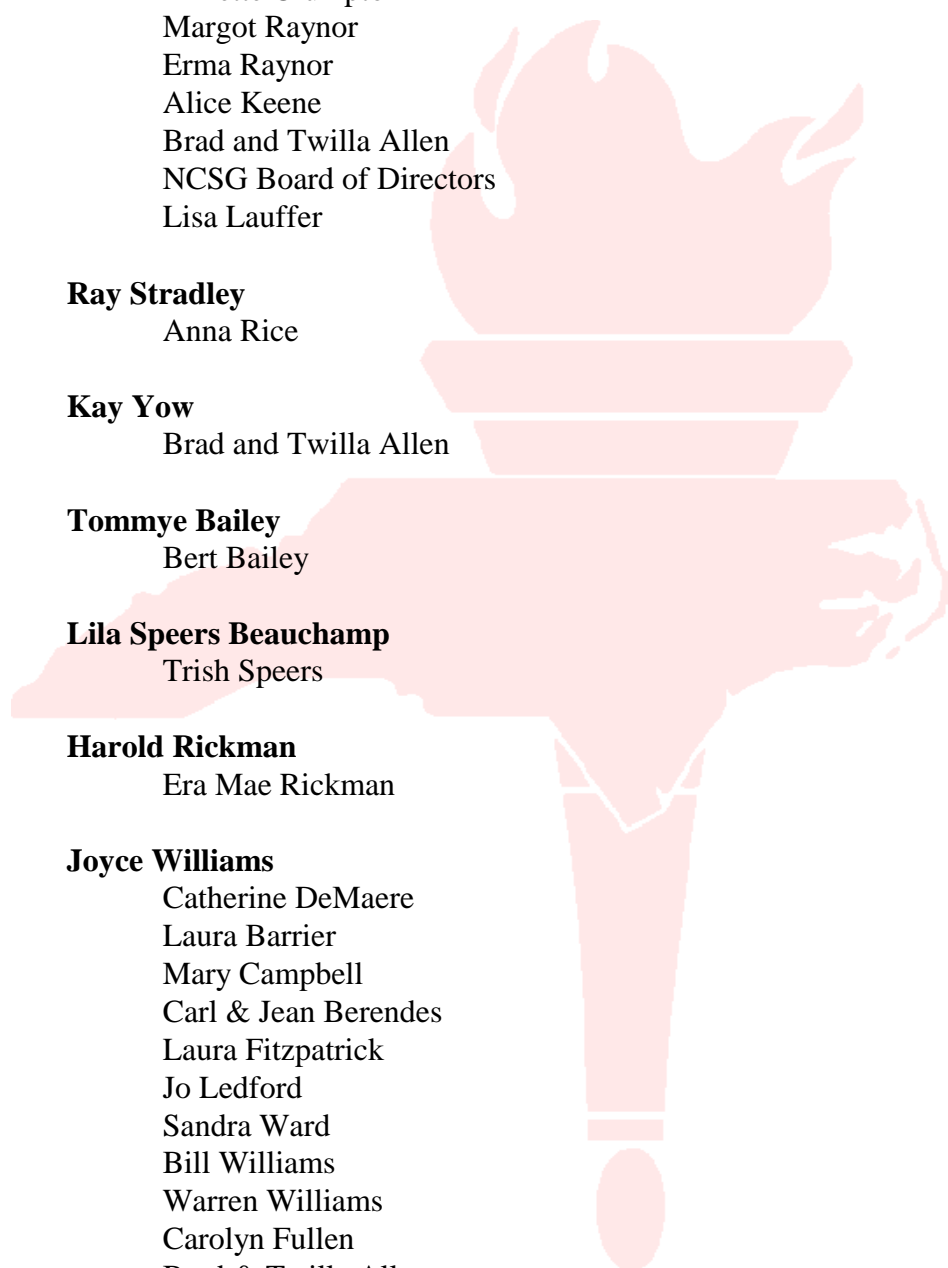 Margot Raynor
Erma Raynor
Alice Keene
Brad and Twilla Allen
NCSG Board of Directors
Lisa Lauffer
Ray Stradley
Anna Rice
Kay Yow
Brad and Twilla Allen
Tommye Bailey
Bert Bailey
Lila Speers Beauchamp
Trish Speers
Harold Rickman
Era Mae Rickman
Joyce Williams
Catherine DeMaere
Laura Barrier
Mary Campbell
Carl & Jean Berendes
Laura Fitzpatrick
Jo Ledford
Sandra Ward
Bill Williams
Warren Williams
Carolyn Fullen